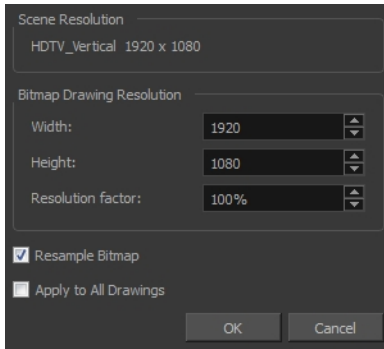 Scene Resolution
HDTV_Vertical 1920 x 1080
Bitmap Drawing Resolution
Width: 1920
Height: 1080
Resolution factor: 100%
Resample Bitmap
Apply to All Drawings
OK Cancel